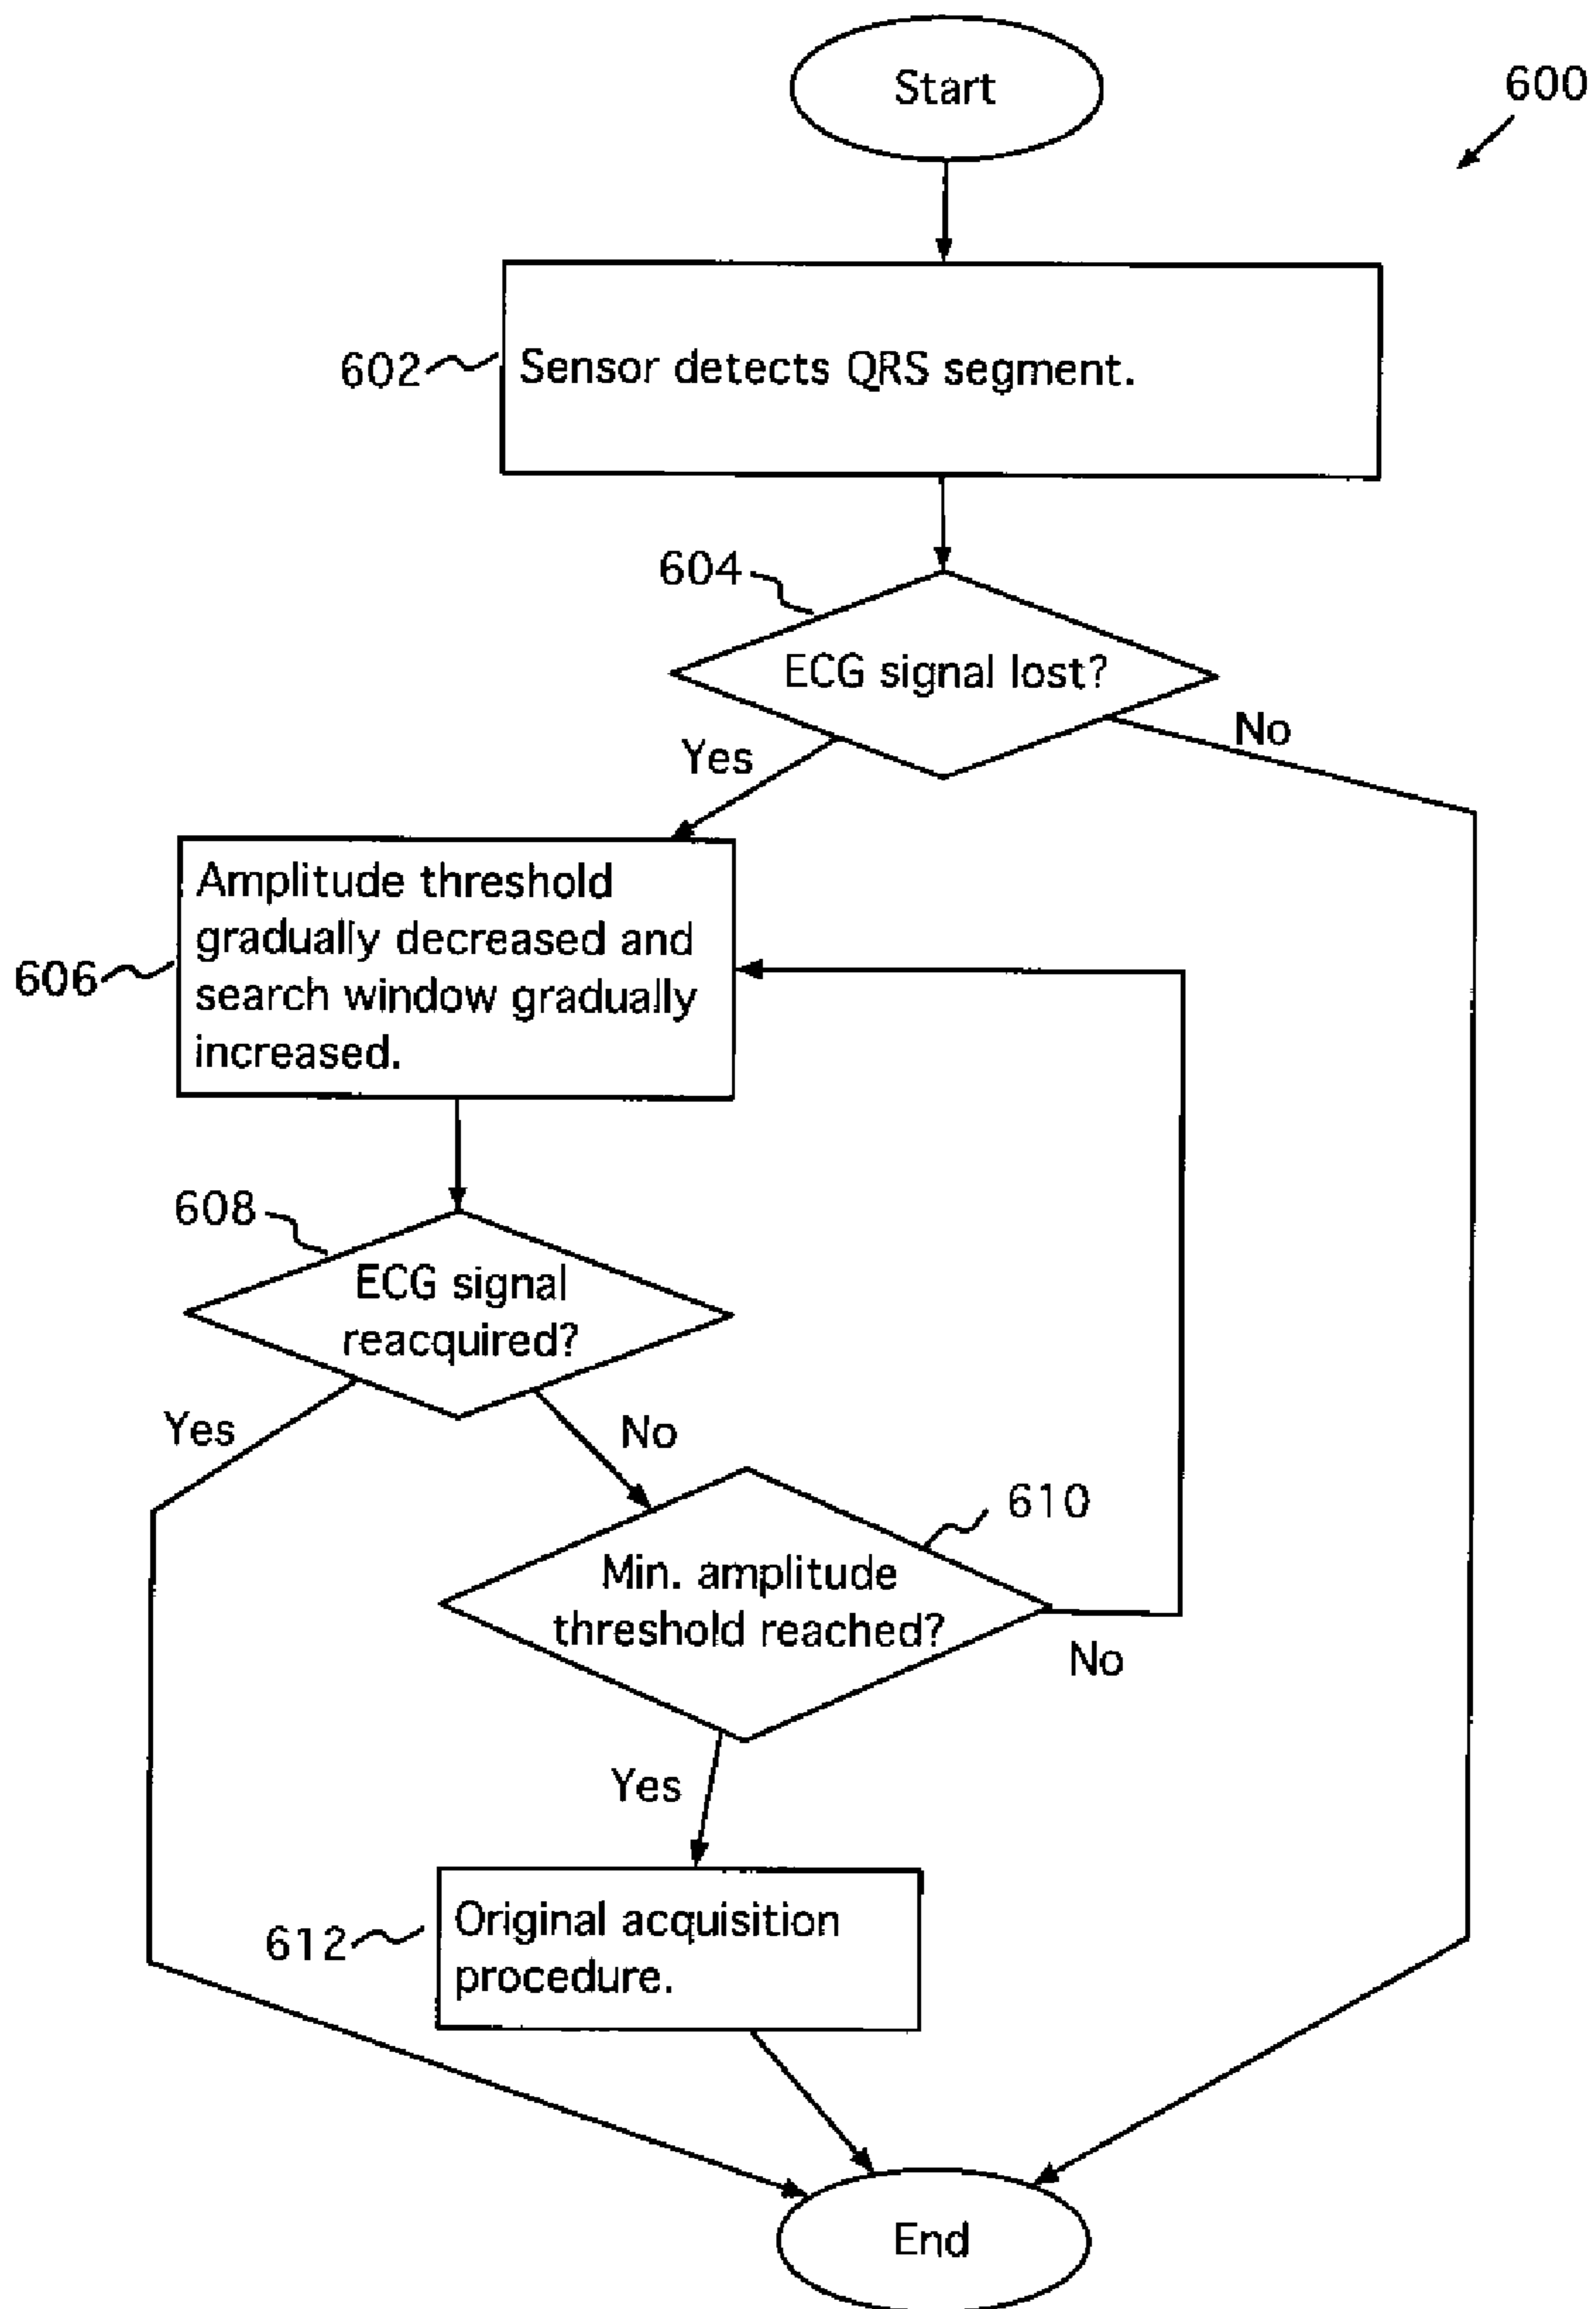 Start
600
602
Sensor detects QRS segment.
604
ECG signal lost?
Yes
No
606
Amplitude threshold
gradually decreased and
search window gradually
increased.
608
ECG signal
reacquired?
Yes
No
610
Min. amplitude
threshold reached?
No
Yes
612
Original acquisition
procedure.
End